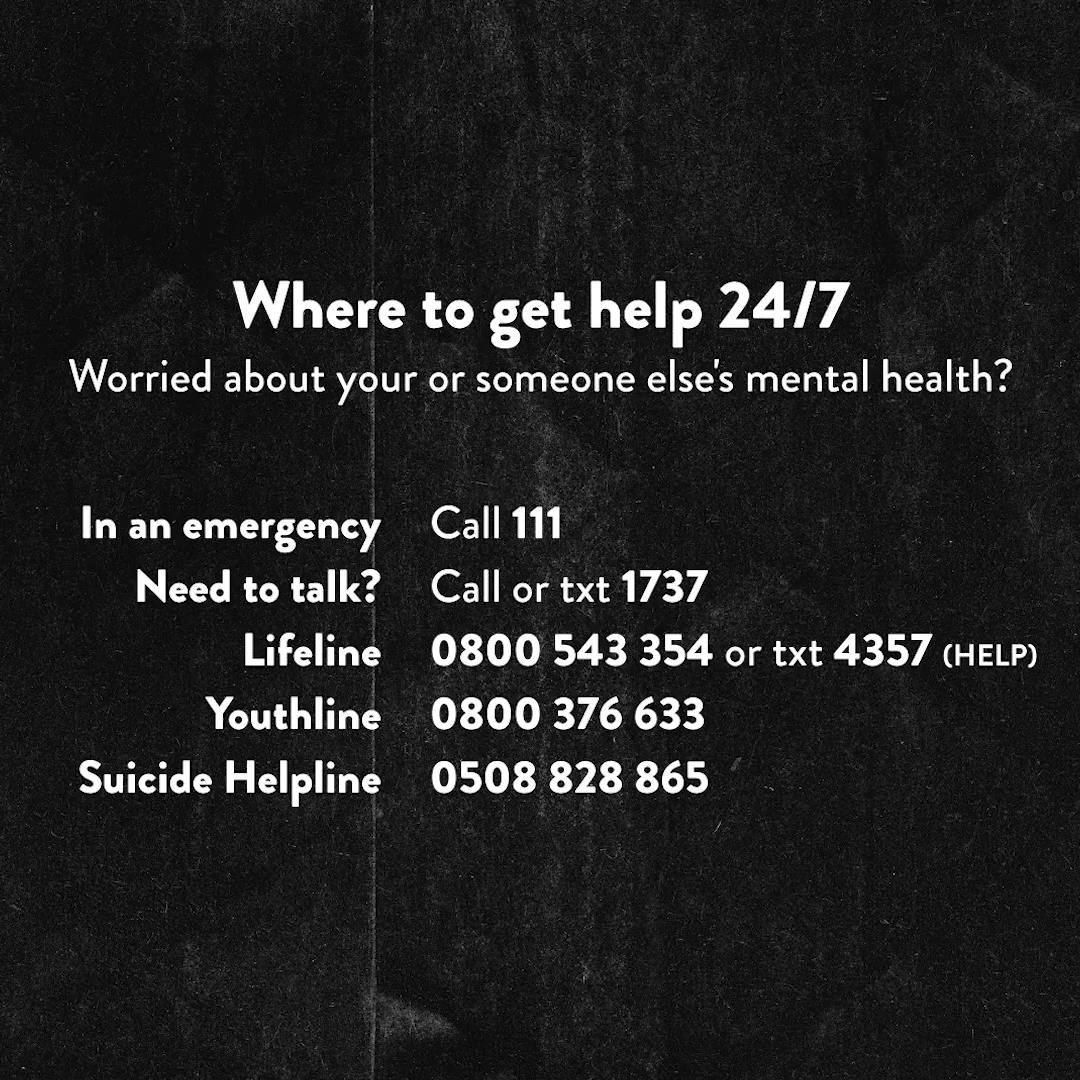 Where to get help 24/7
Worried about your or someone else's mental health?
In an emergency Call 111
Need to talk? Call or txt 1737
Lifeline 0800 543 354 or txt 4357 (HELP)
Youthline 0800 376 633
Suicide Helpline 0508 828 865